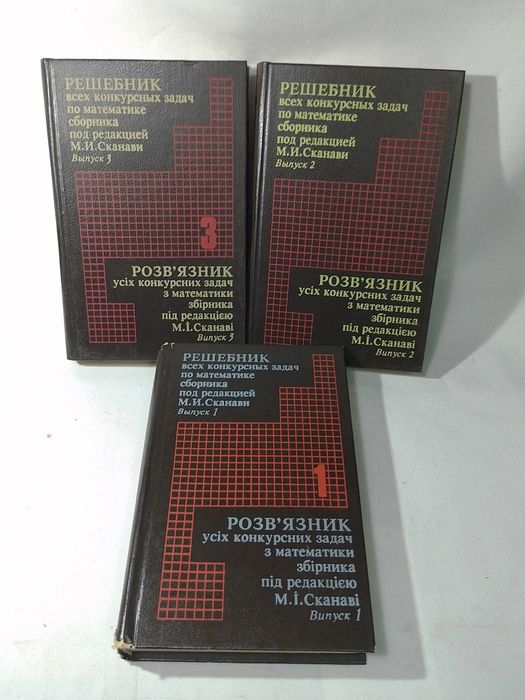 РЕШЕБНИК
всех конкурсных задач
по математике
сборника
под редакцией
М.И.Сканави
Выпуск 3
3
РОЗВ'ЯЗНИК
усіх конкурсних задач
з математики
збірника
під редакцією
М.І.Сканаві
Випуск 3
РЕШЕБНИК
всех конкурсных задач
по математике
сборника
под редакцией
М.И.Сканави
Выпуск 2
РОЗВ'ЯЗНИК
усіх конкурсних задач
з математики
збірника
під редакцією
М.І.Сканаві
Випуск 2
РЕШЕБНИК
всех конкурсных задач
по математике
сборника
под редакцией
М.И.Сканави
Выпуск 1
1
РОЗВ'ЯЗНИК
усіх конкурсних задач
з математики
збірника
під редакцією
М.І.Сканаві
Випуск 1